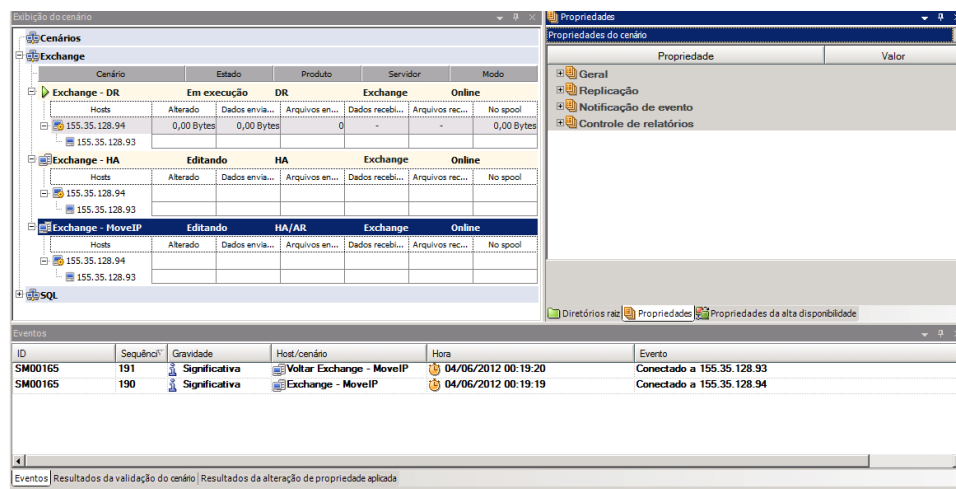 Exibição do cenário
Cenários
Exchange
Cenário Estado Produto Servidor Modo
Exchange - DR Em execução DR Exchange Online
Hosts Alterado Dados envia... Arquivos en... Dados recebi... Arquivos rec... No spool
155.35.128.94 0,00 Bytes 0,00 Bytes 0 - - 0,00 Bytes
155.35.128.93
Exchange - HA Editando HA Exchange Online
Hosts Alterado Dados envia... Arquivos en... Dados recebi... Arquivos rec... No spool
155.35.128.94
155.35.128.93
Exchange - MoveIP Editando HA/AR Exchange Online
Hosts Alterado Dados envia... Arquivos en... Dados recebi... Arquivos rec... No spool
155.35.128.94
155.35.128.93
SQL
Propriedades
Propriedades do cenário
Propriedade Valor
Geral
Replicação
Notificação de evento
Controle de relatórios
Diretórios raiz Propriedades Propriedades da alta disponibilidade
Eventos
ID Sequênci Gravidade Host/cenário Hora Evento
SM00165 191 Significativa Voltar Exchange - MoveIP 04/06/2012 00:19:20 Conectado a 155.35.128.93
SM00165 190 Significativa Exchange - MoveIP 04/06/2012 00:19:19 Conectado a 155.35.128.94
Eventos Resultados da validação do cenário Resultados da alteração de propriedade aplicada